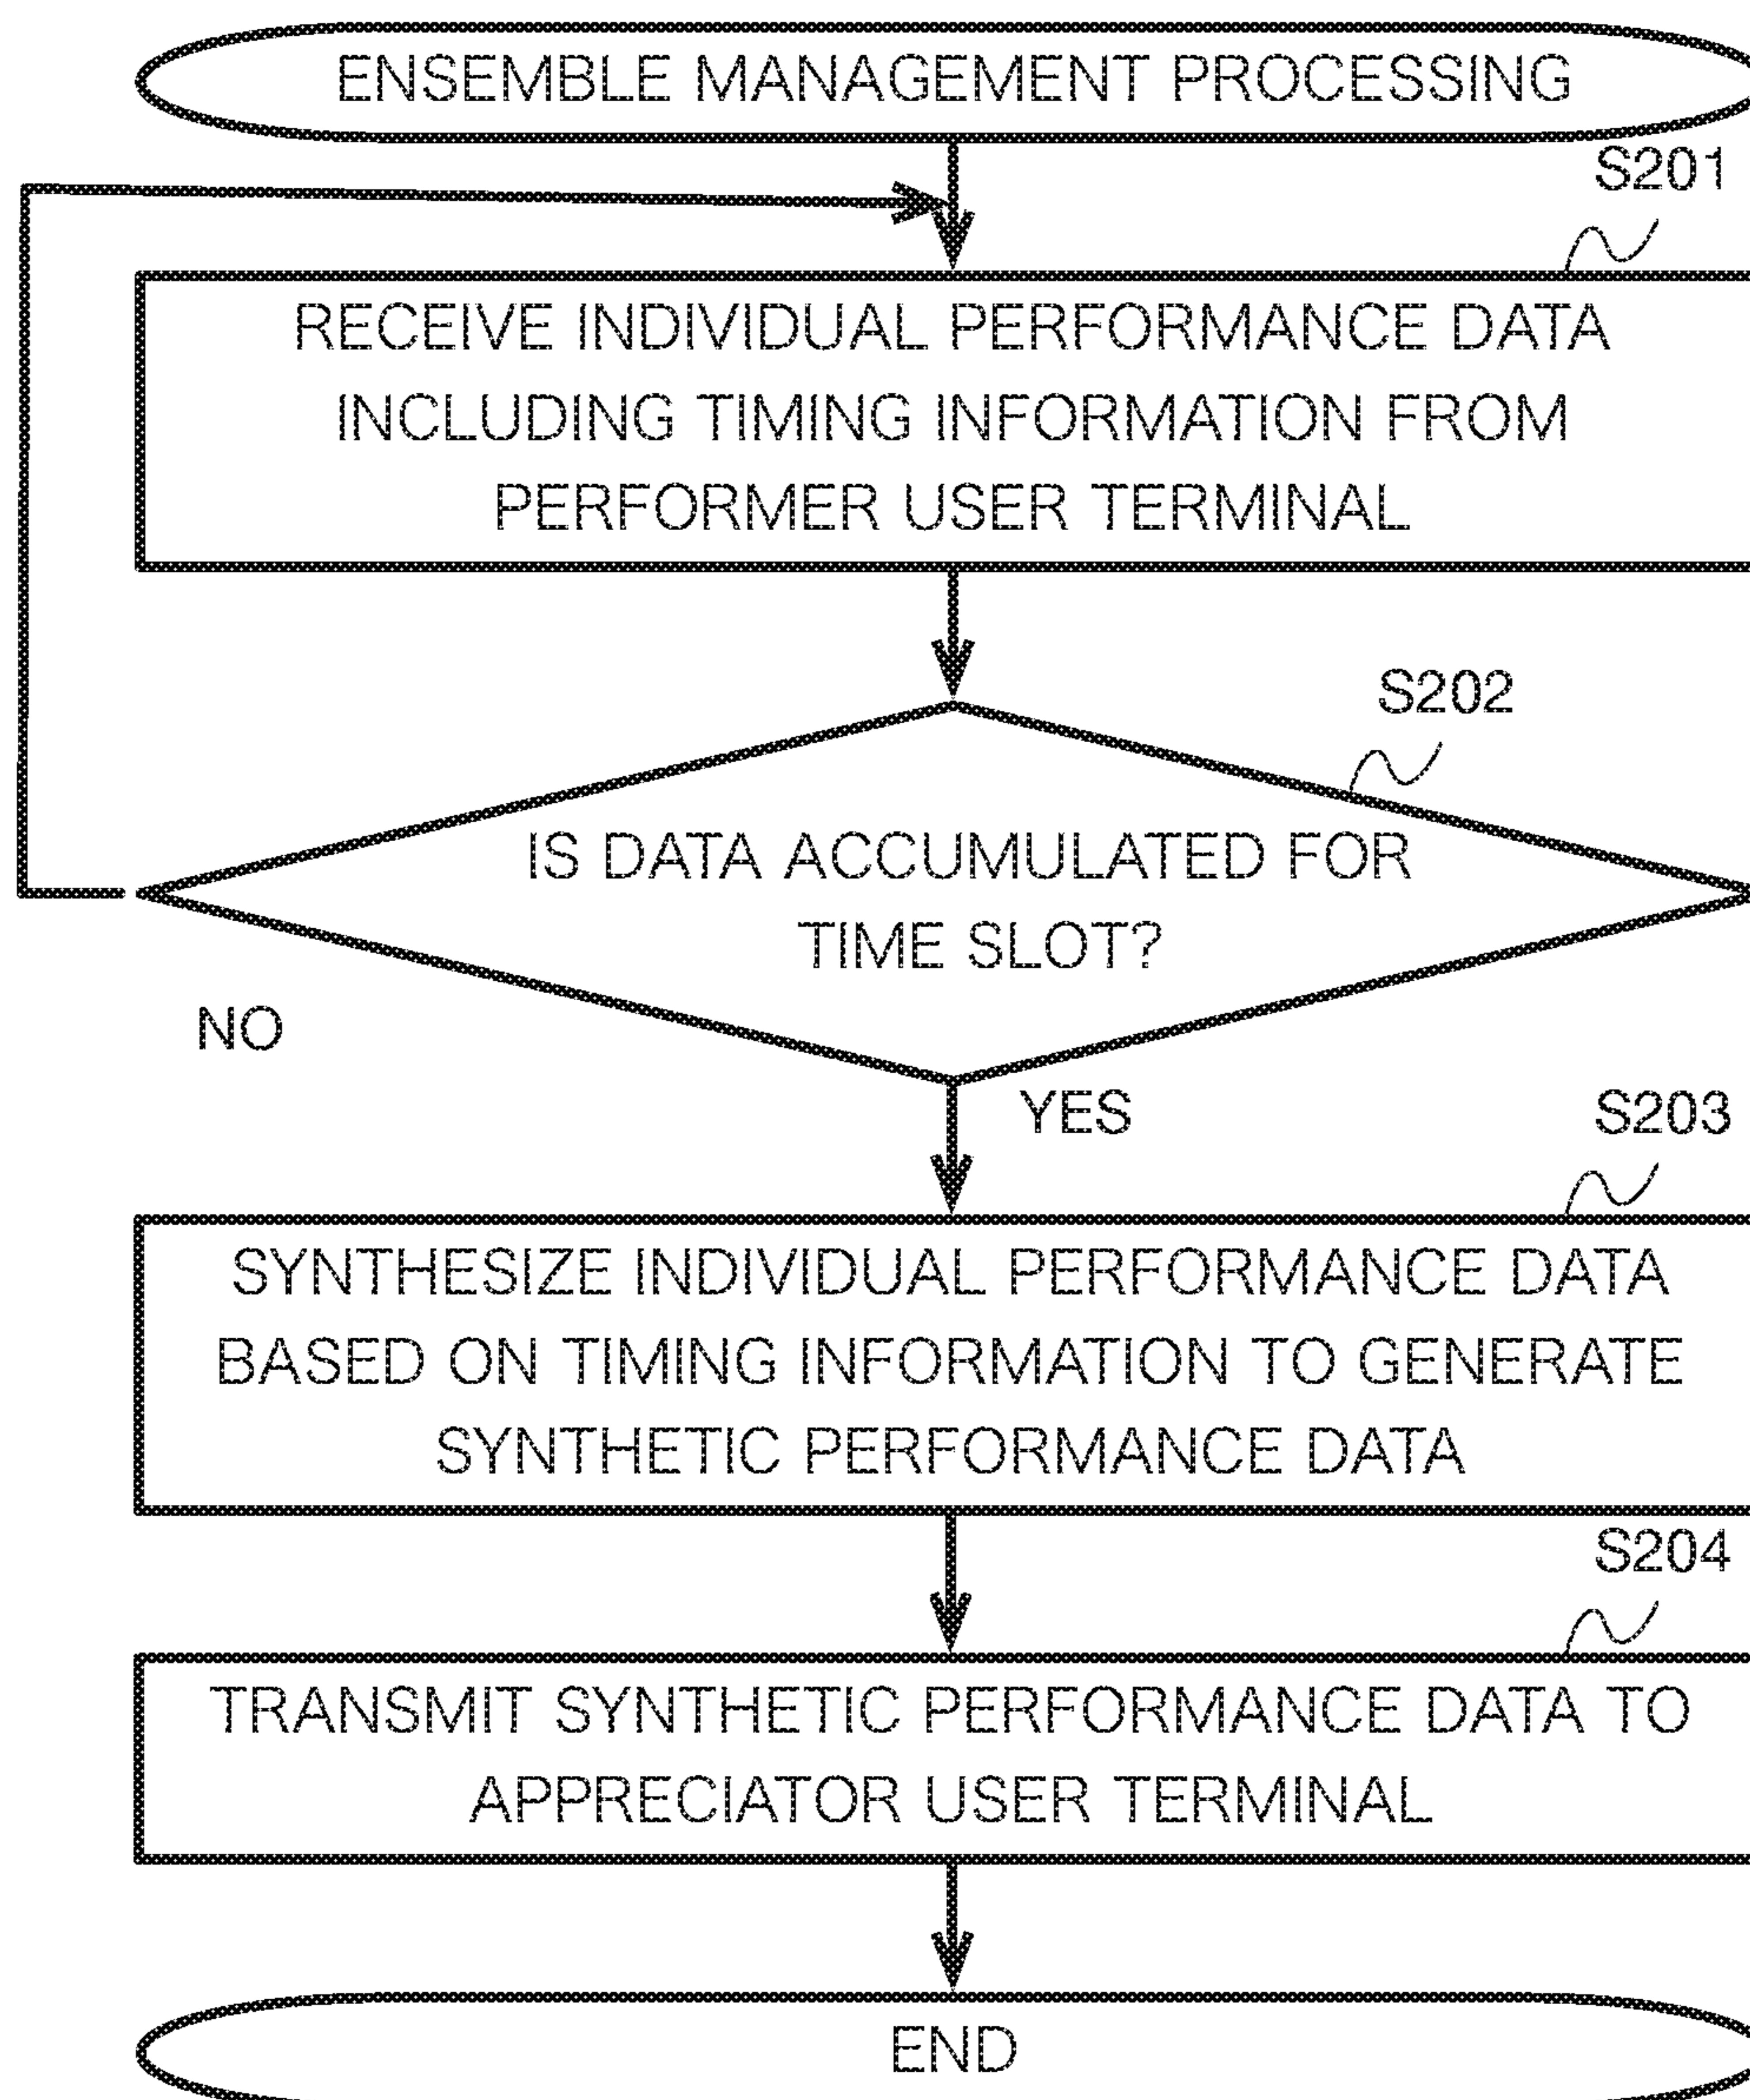 ENSEMBLE MANAGEMENT PROCESSING
S201
RECEIVE INDIVIDUAL PERFORMANCE DATA
INCLUDING TIMING INFORMATION FROM
PERFORMER USER TERMINAL
S202
IS DATA ACCUMULATED FOR
TIME SLOT?
NO
YES
S203
SYNTHESIZE INDIVIDUAL PERFORMANCE DATA
BASED ON TIMING INFORMATION TO GENERATE
SYNTHETIC PERFORMANCE DATA
S204
TRANSMIT SYNTHETIC PERFORMANCE DATA TO
APPRECIATOR USER TERMINAL
END